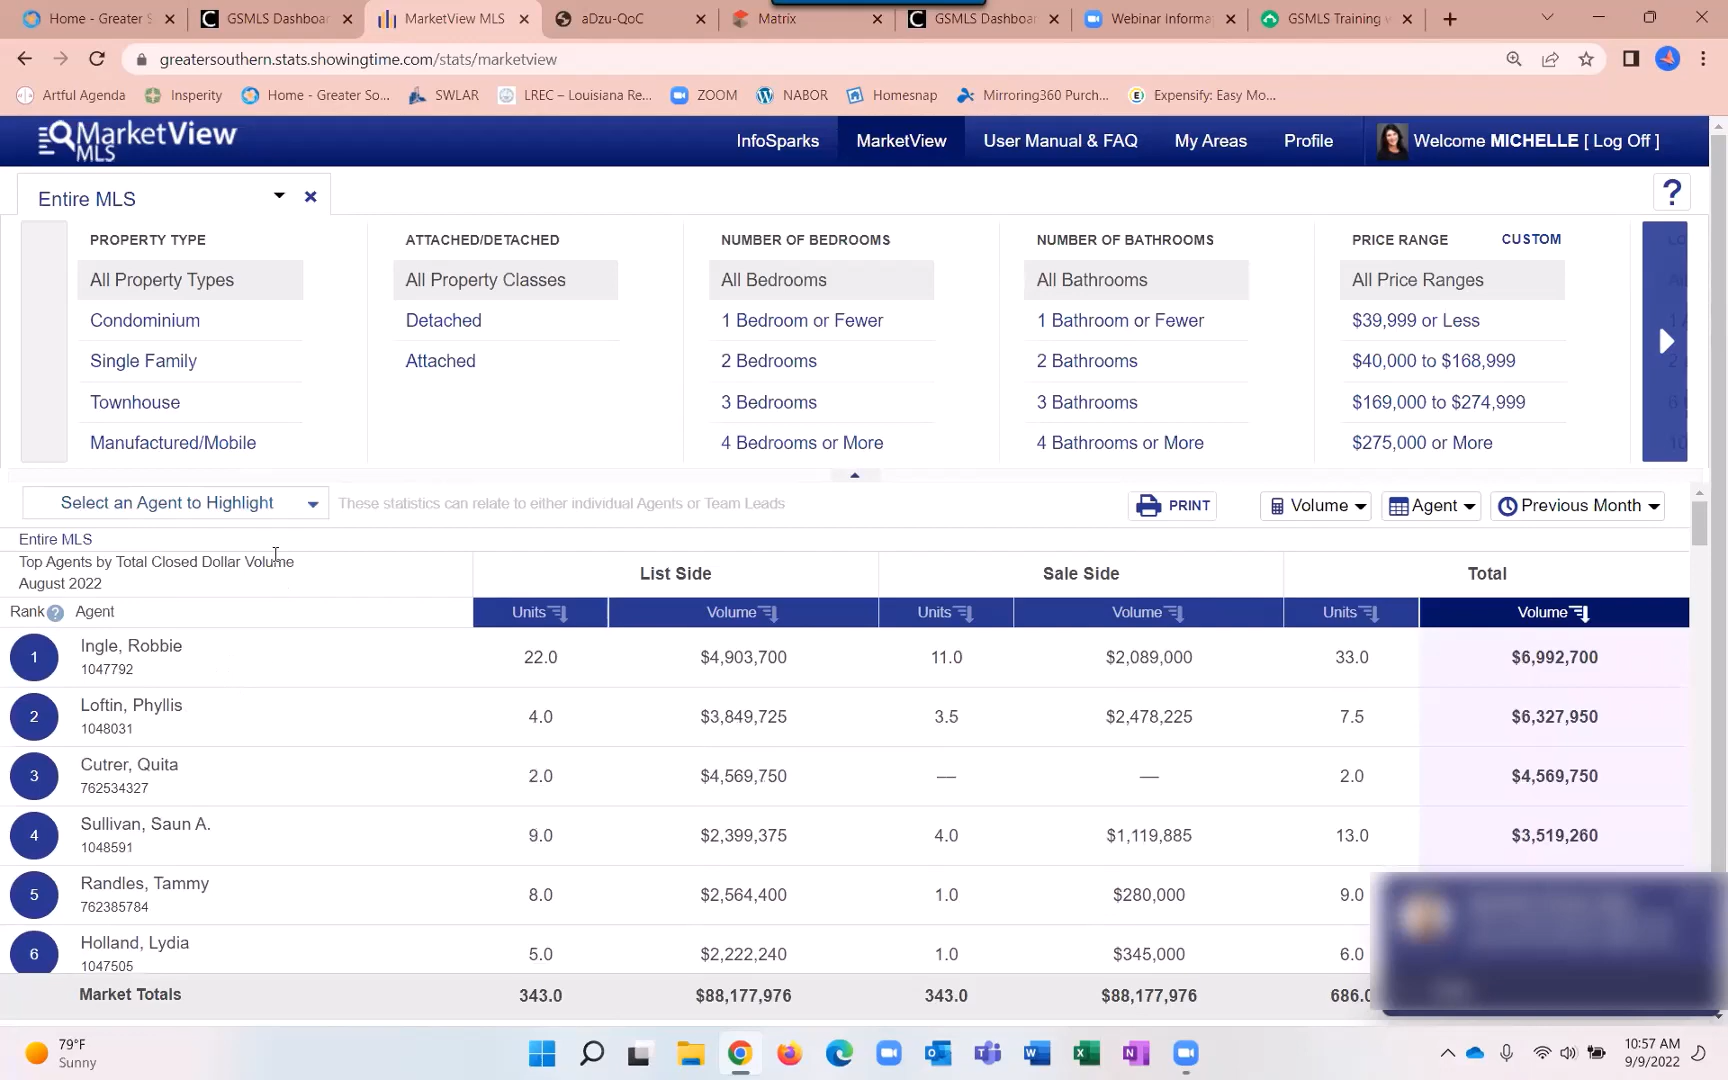 Home - Greater S
GSMLS Dashboa
MarketView MLS
aDzu-QoC
Matrix
GSMLS Dashboa
Webinar Informa
GSMLS Training
greatersouthern.stats.showingtime.com/stats/marketview
Artful Agenda
Insperity
Home - Greater So...
SWLAR
LREC – Louisiana Re...
ZOOM
NABOR
Homesnap
Mirroring360 Purch...
Expensify: Easy Mo...
MarketView MLS
InfoSparks
MarketView
User Manual & FAQ
My Areas
Profile
Welcome MICHELLE [ Log Off ]
Entire MLS
?
PROPERTY TYPE
All Property Types
Condominium
Single Family
Townhouse
Manufactured/Mobile
ATTACHED/DETACHED
All Property Classes
Detached
Attached
NUMBER OF BEDROOMS
All Bedrooms
1 Bedroom or Fewer
2 Bedrooms
3 Bedrooms
4 Bedrooms or More
NUMBER OF BATHROOMS
All Bathrooms
1 Bathroom or Fewer
2 Bathrooms
3 Bathrooms
4 Bathrooms or More
PRICE RANGE CUSTOM
All Price Ranges
$39,999 or Less
$40,000 to $168,999
$169,000 to $274,999
$275,000 or More
Select an Agent to Highlight
These statistics can relate to either individual Agents or Team Leads
PRINT
Volume
Agent
Previous Month
Entire MLS
Top Agents by Total Closed Dollar Volume
August 2022
List Side Sale Side Total
Rank ? Agent Units Volume Units Volume Units Volume
1 Ingle, Robbie 22.0 $4,903,700 11.0 $2,089,000 33.0 $6,992,700
1047792
2 Loftin, Phyllis 4.0 $3,849,725 3.5 $2,478,225 7.5 $6,327,950
1048031
3 Cutrer, Quita 2.0 $4,569,750 — — 2.0 $4,569,750
762534327
4 Sullivan, Saun A. 9.0 $2,399,375 4.0 $1,119,885 13.0 $3,519,260
1048591
5 Randles, Tammy 8.0 $2,564,400 1.0 $280,000 9.0
762385784
6 Holland, Lydia 5.0 $2,222,240 1.0 $345,000 6.0
1047505
Market Totals 343.0 $88,177,976 343.0 $88,177,976 686.0
79°F
Sunny
10:57 AM
9/9/2022